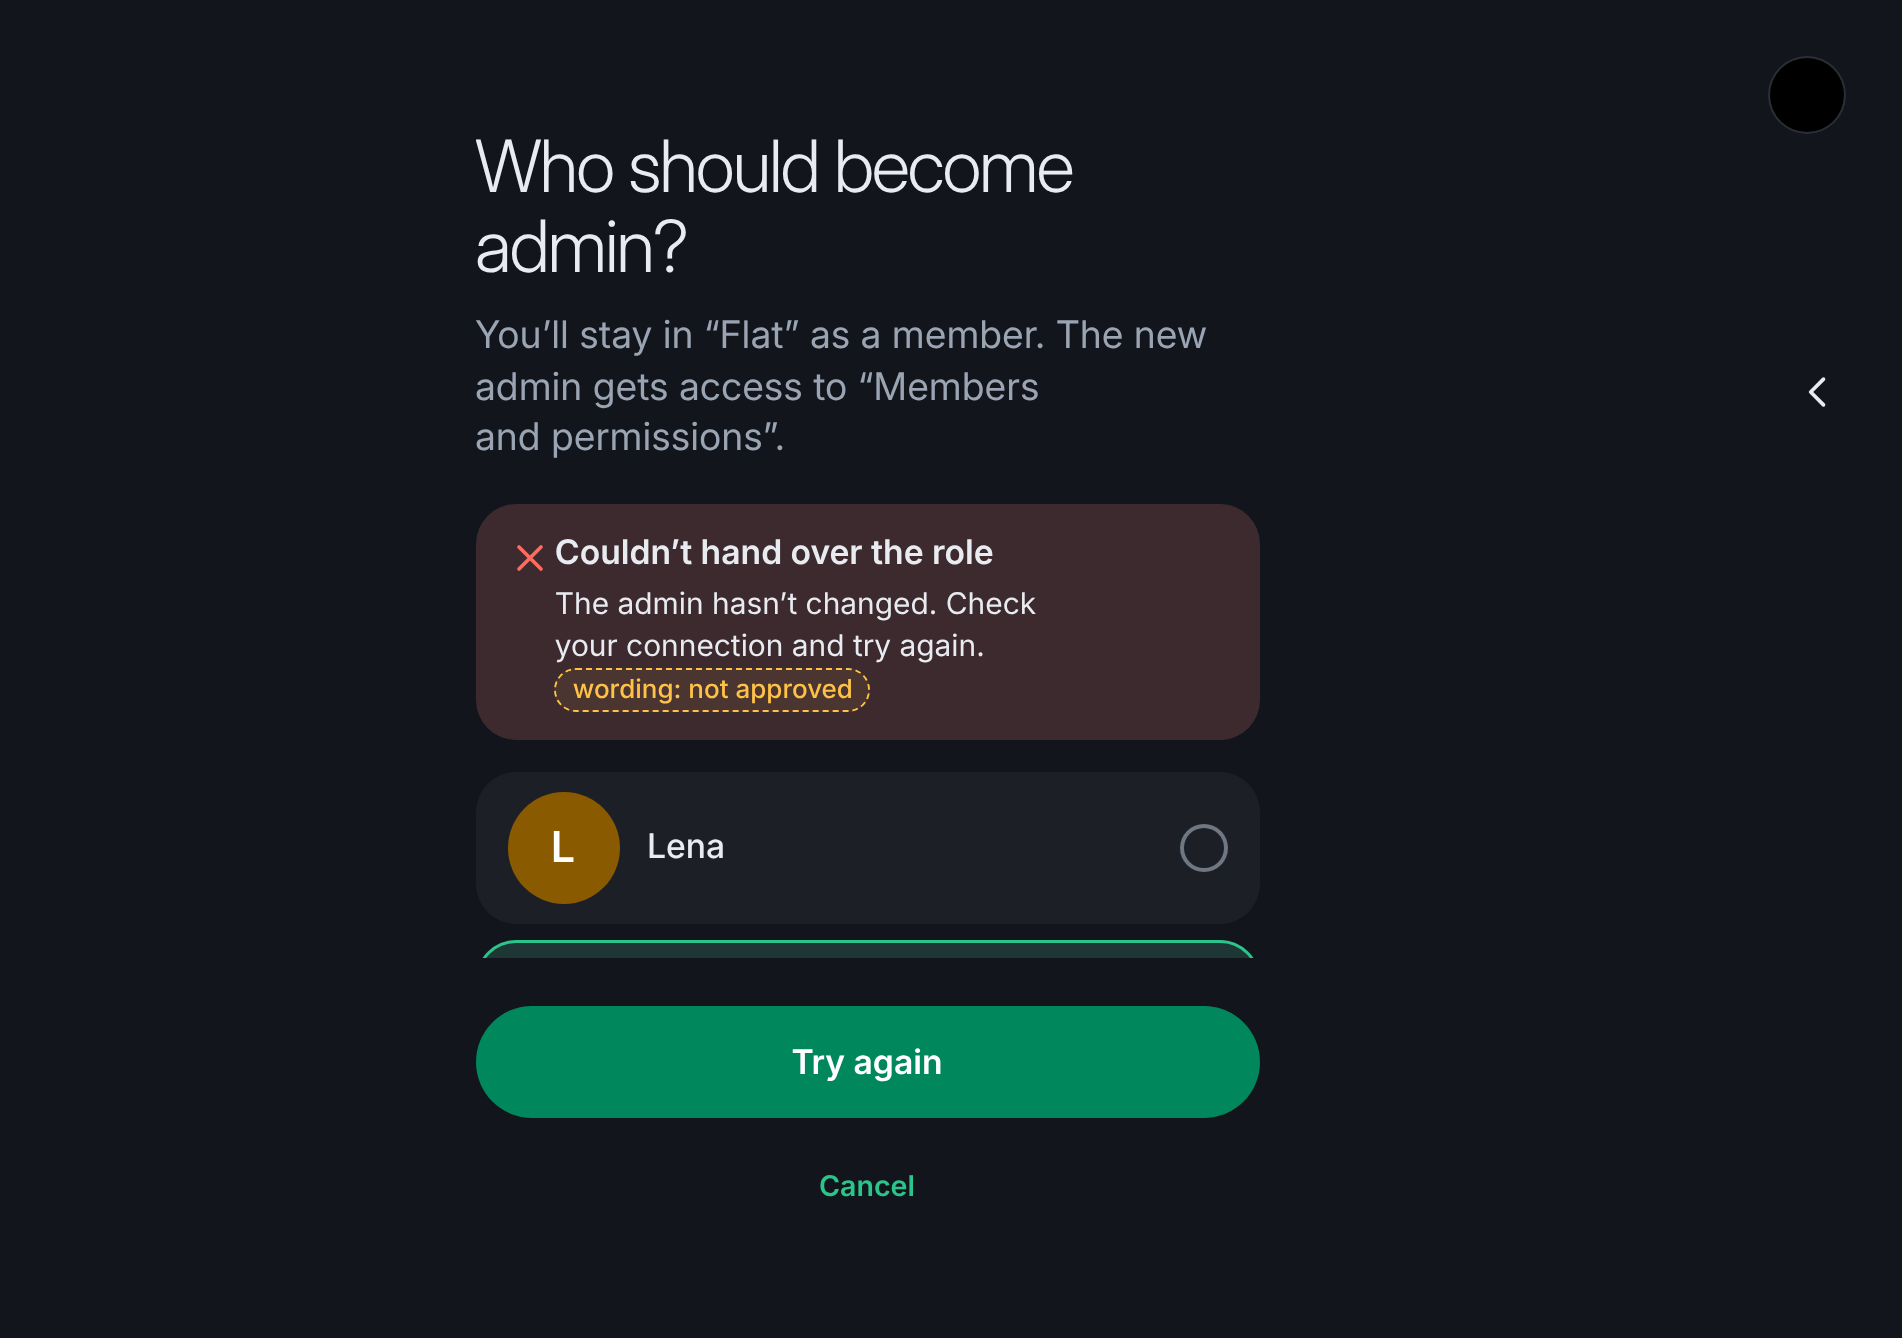 Who should become
admin?
You’ll stay in “Flat” as a member. The new
admin gets access to “Members
and permissions”.
Couldn’t hand over the role
The admin hasn’t changed. Check
your connection and try again.
wording: not approved
L
Lena
Try again
Cancel